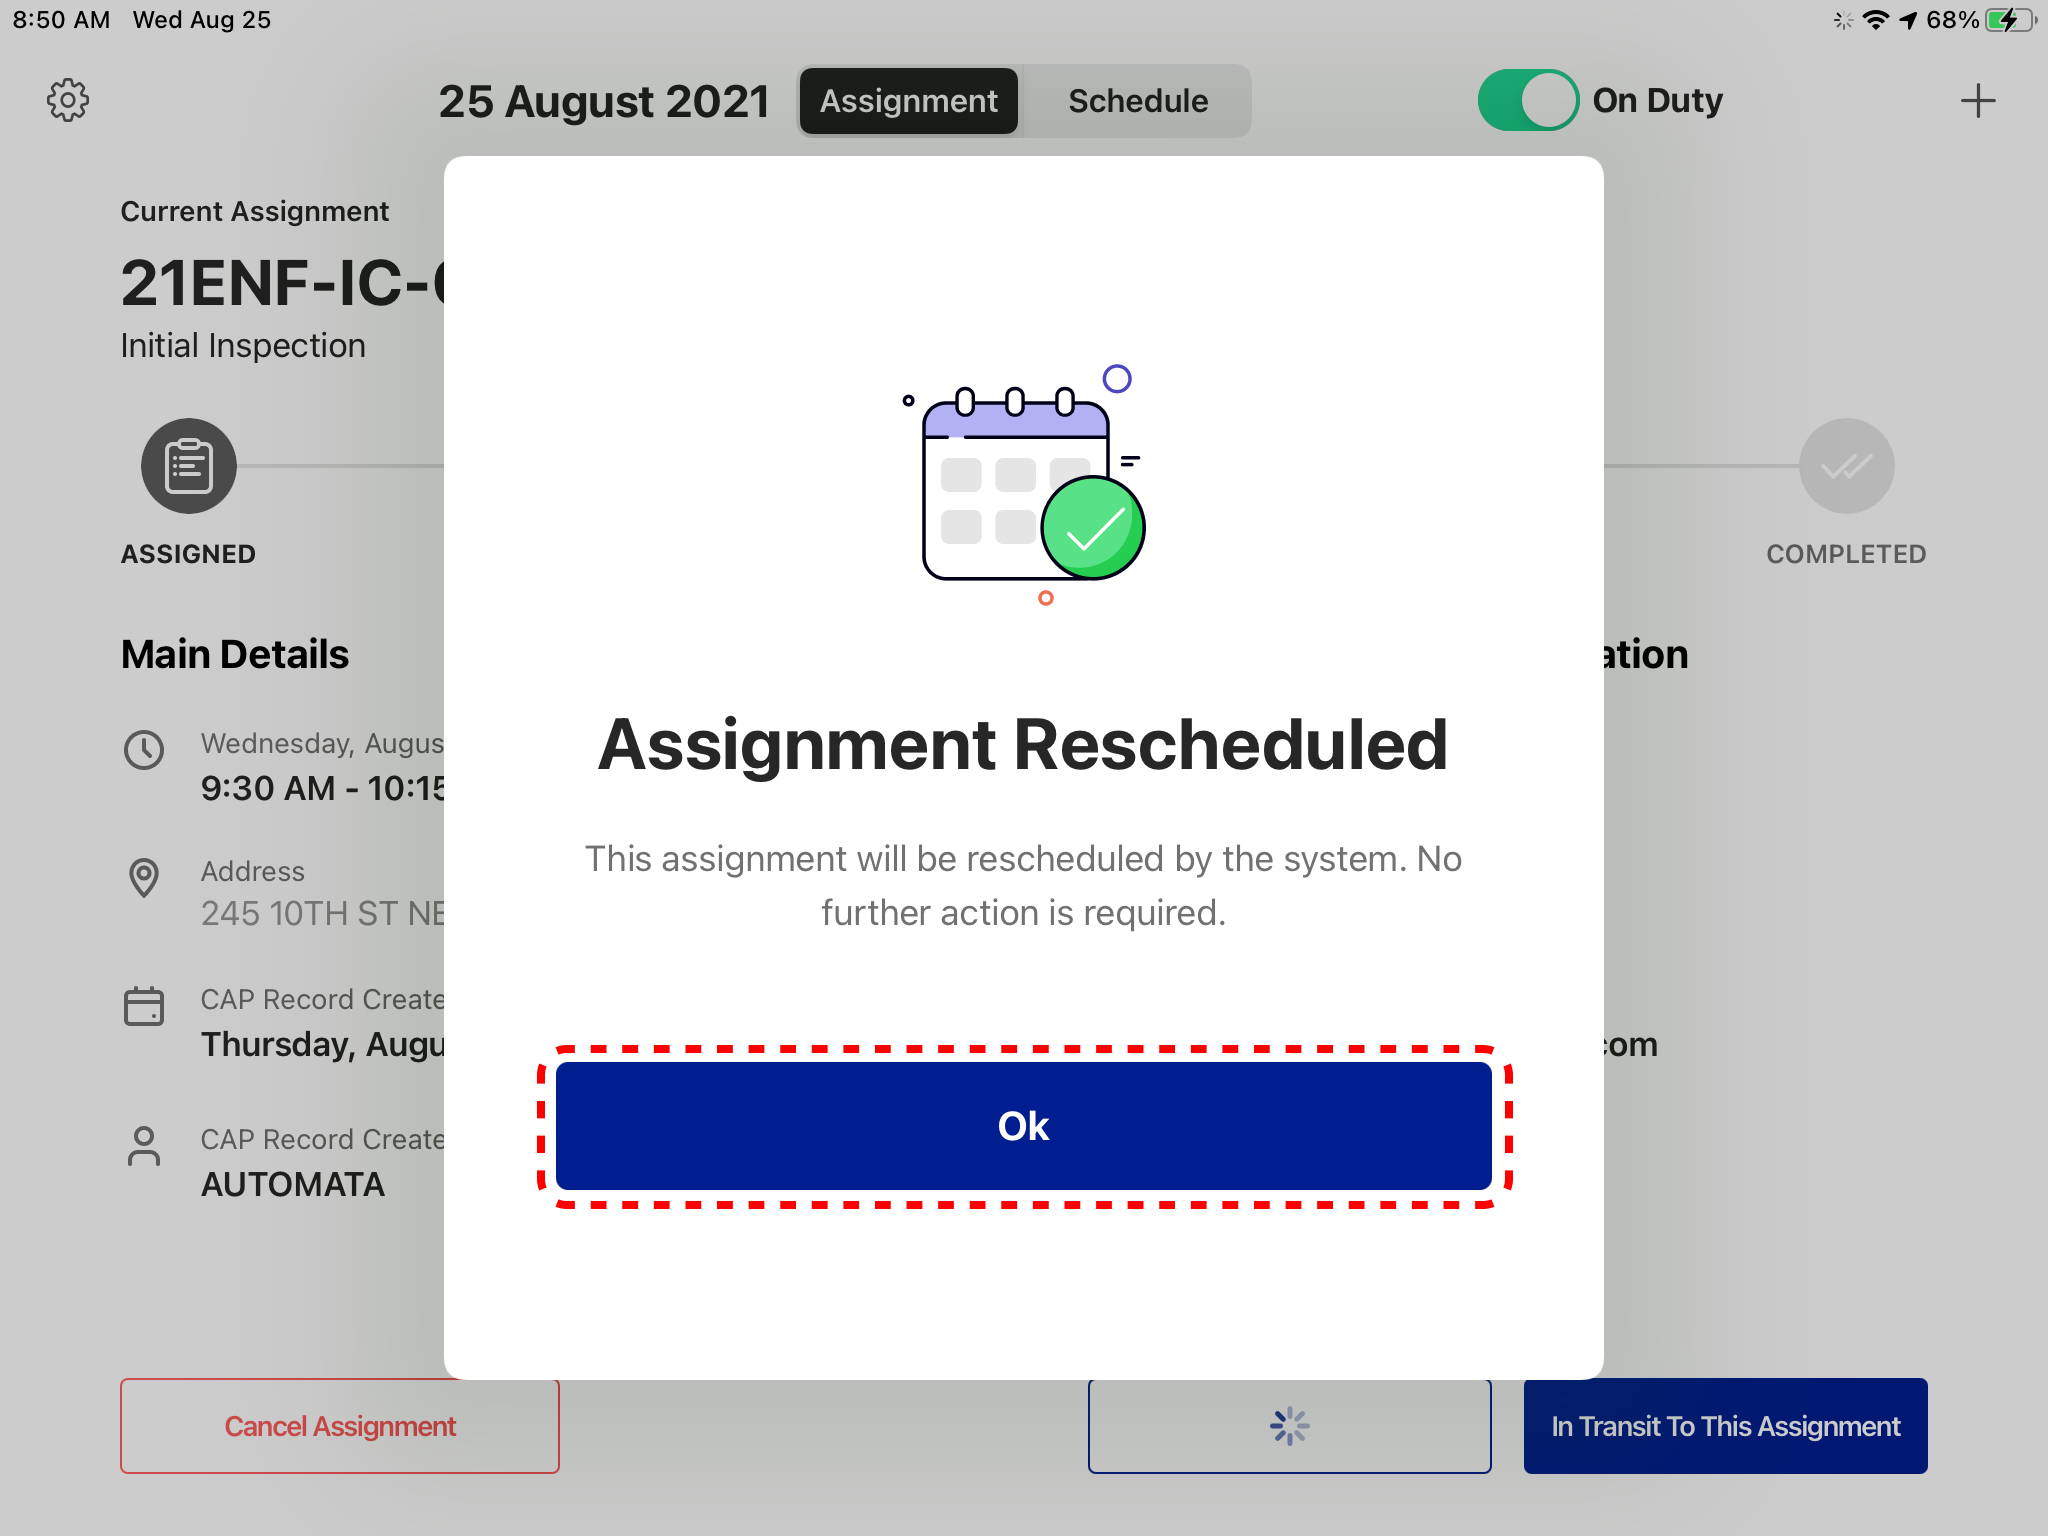 8:50 AM Wed Aug 25
68%
25 August 2021
Assignment
Schedule
On Duty
Current Assignment
21ENF-IC-
Initial Inspection
ASSIGNED
COMPLETED
Main Details
ation
Wednesday, Augus
9:30 AM - 10:15
Address
245 10TH ST NE
CAP Record Create
Thursday, Augu
com
CAP Record Create
AUTOMATA
Assignment Rescheduled
This assignment will be rescheduled by the system. No
further action is required.
Ok
Cancel Assignment
In Transit To This Assignment